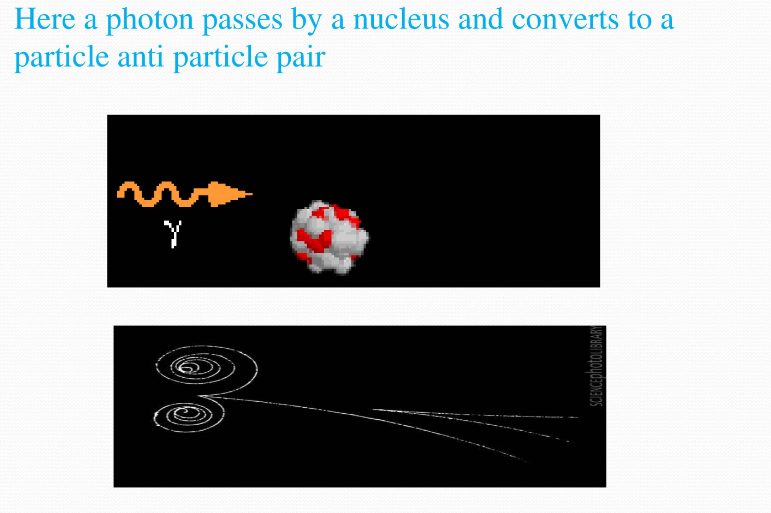 Here a photon passes by a nucleus and converts to a
particle anti particle pair
γ
SCIENCEphotoLIBRARY